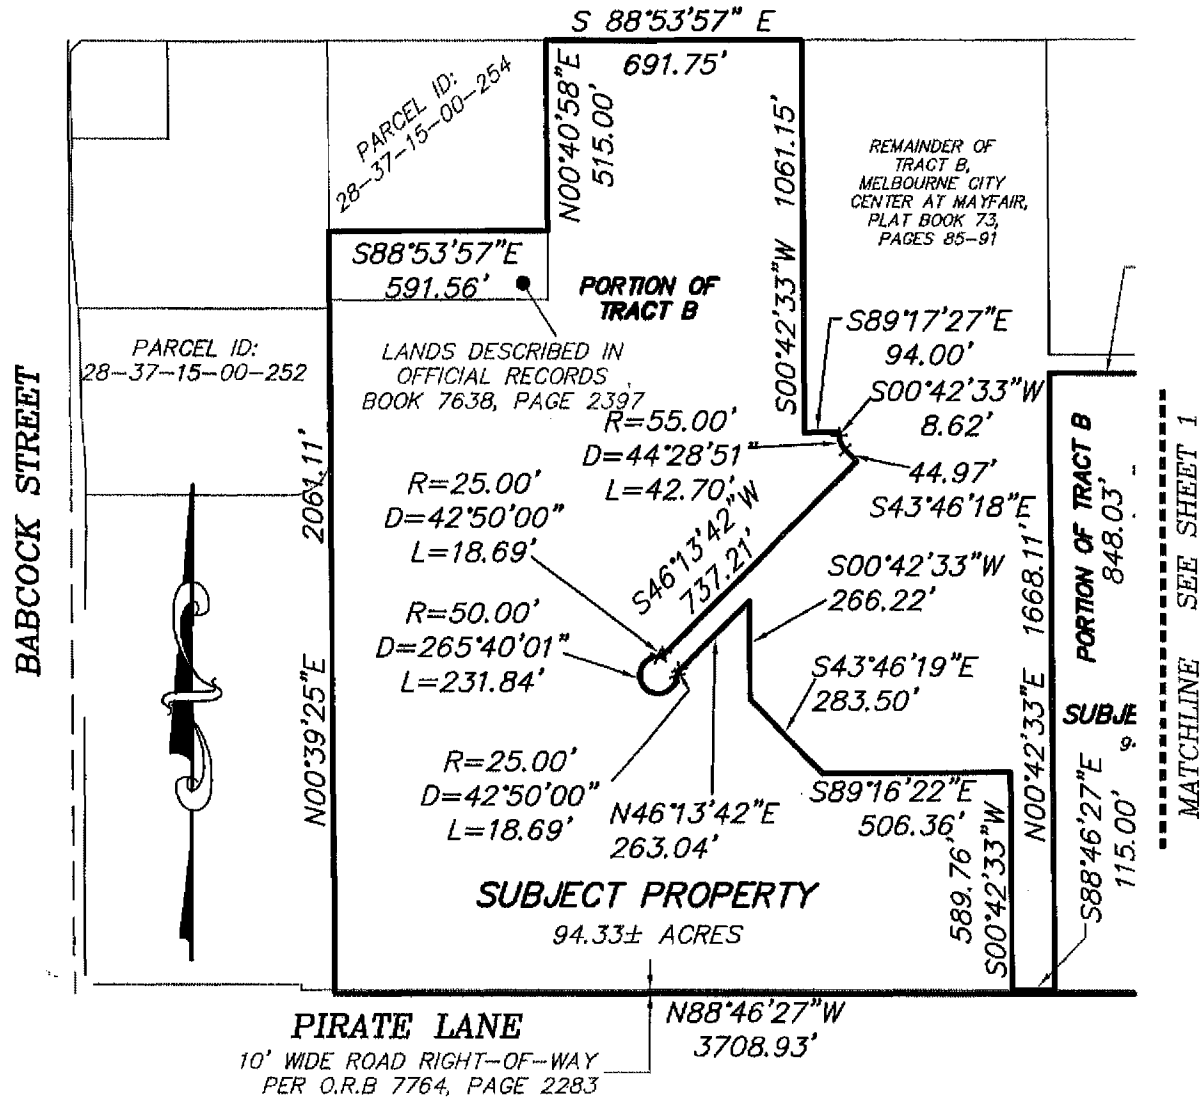 S 88°53'57" E
691.75'
PARCEL ID:
28-37-15-00-254
N00°40'58"E
515.00'
1061.15'
S00°42'33"W
REMAINDER OF
TRACT B,
MELBOURNE CITY
CENTER AT MAYFAIR,
PLAT BOOK 73,
PAGES 85-91
S88°53'57"E
591.56'
PORTION OF
TRACT B
PARCEL ID:
28-37-15-00-252
LANDS DESCRIBED IN
OFFICIAL RECORDS
BOOK 7638, PAGE 2397
S89°17'27"E
94.00'
S00°42'33"W
8.62'
R=55.00'
D=44°28'51"
L=42.70'
44.97'
S43°46'18"E
BABCOCK STREET
2061.11'
N00°39'25"E
R=25.00'
D=42°50'00"
L=18.69'
S46°13'42"W
737.21'
S00°42'33"W
266.22'
R=50.00'
D=265°40'01"
L=231.84'
S43°46'19"E
283.50'
R=25.00'
D=42°50'00"
L=18.69'
N46°13'42"E
263.04'
S89°16'22"E
506.36'
589.76'
S00°42'33"W
N00°42'33"E 1668.11'
PORTION OF TRACT B
848.03'
SUBJE
9.
S88°46'27"E
115.00'
MATCHLINE SEE SHEET 1
SUBJECT PROPERTY
94.33± ACRES
N88°46'27"W
3708.93'
PIRATE LANE
10' WIDE ROAD RIGHT-OF-WAY
PER O.R.B 7764, PAGE 2283